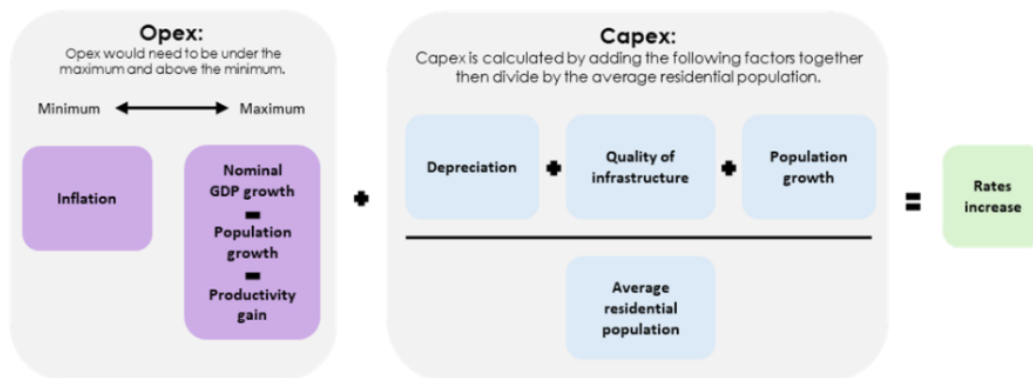 Opex:
Opex would need to be under the
maximum and above the minimum.
Minimum
Maximum
Inflation
Nominal
GDP growth
-
Population
growth
-
Productivity
gain
+
Capex:
Capex is calculated by adding the following factors together
then divide by the average residential population.
Depreciation
+
Quality of
infrastructure
+
Population
growth
Average
residential
population
=
Rates
increase